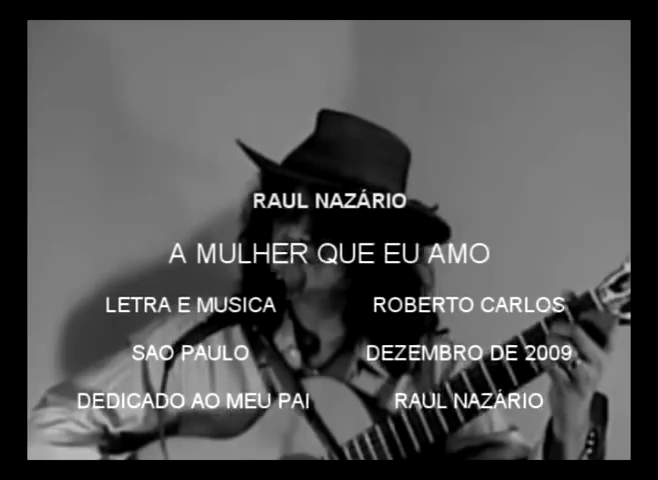 RAUL NAZÁRIO
A MULHER QUE EU AMO
LETRA E MUSICA ROBERTO CARLOS
SAO PAULO DEZEMBRO DE 2009
DEDICADO AO MEU PAI RAUL NAZÁRIO